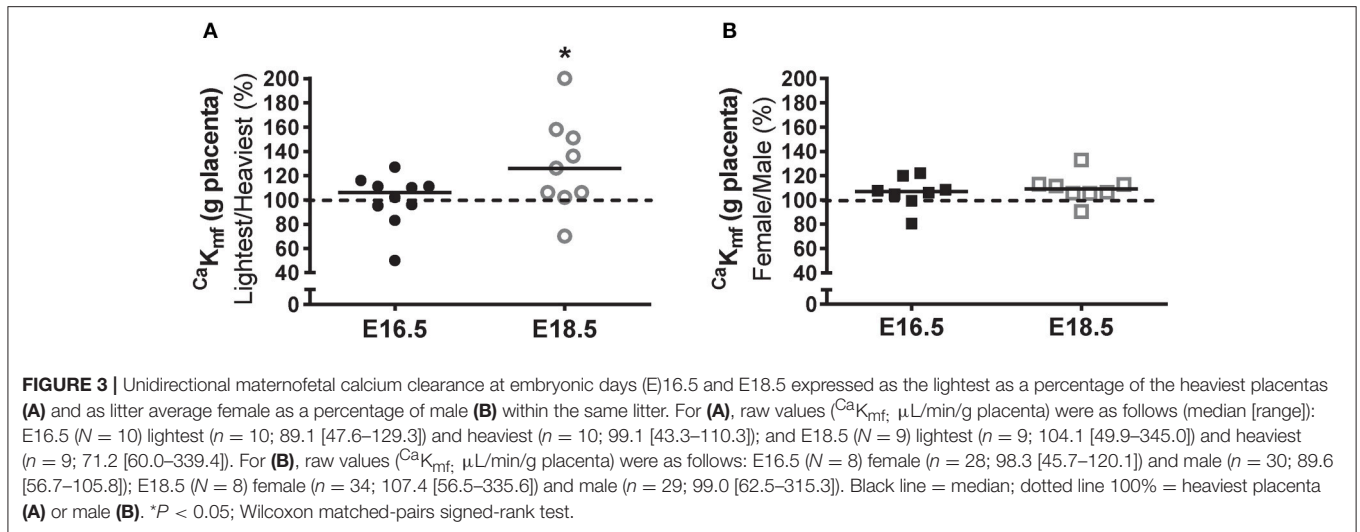 A
*
CaKmf (g placenta)
Lightest/Heaviest (%)
200
180
160
140
120
100
80
60
40
0
E16.5
E18.5
B
CaKmf (g placenta)
Female/Male (%)
200
180
160
140
120
100
80
60
40
0
E16.5
E18.5
FIGURE 3 | Unidirectional maternofetal calcium clearance at embryonic days (E)16.5 and E18.5 expressed as the lightest as a percentage of the heaviest placentas
(A) and as litter average female as a percentage of male (B) within the same litter. For (A), raw values (CaKmf; μL/min/g placenta) were as follows (median [range]):
E16.5 (N = 10) lightest (n = 10; 89.1 [47.6–129.3]) and heaviest (n = 10; 99.1 [43.3–110.3]); and E18.5 (N = 9) lightest (n = 9; 104.1 [49.9–345.0]) and heaviest
(n = 9; 71.2 [60.0–339.4]). For (B), raw values (CaKmf; μL/min/g placenta) were as follows: E16.5 (N = 8) female (n = 28; 98.3 [45.7–120.1]) and male (n = 30; 89.6
[56.7–105.8]); E18.5 (N = 8) female (n = 34; 107.4 [56.5–335.6]) and male (n = 29; 99.0 [62.5–315.3]). Black line = median; dotted line 100% = heaviest placenta
(A) or male (B). *P < 0.05; Wilcoxon matched-pairs signed-rank test.